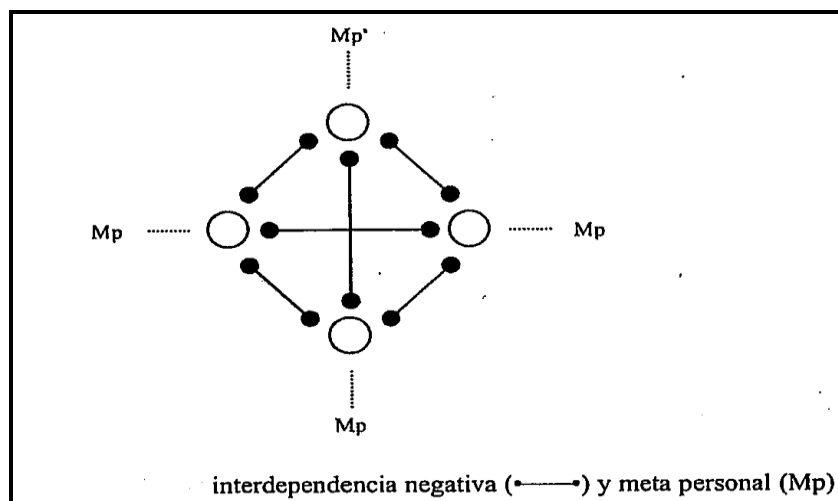 Mp
Mp
Mp
Mp
interdependencia negativa (•——•) y meta personal (Mp)